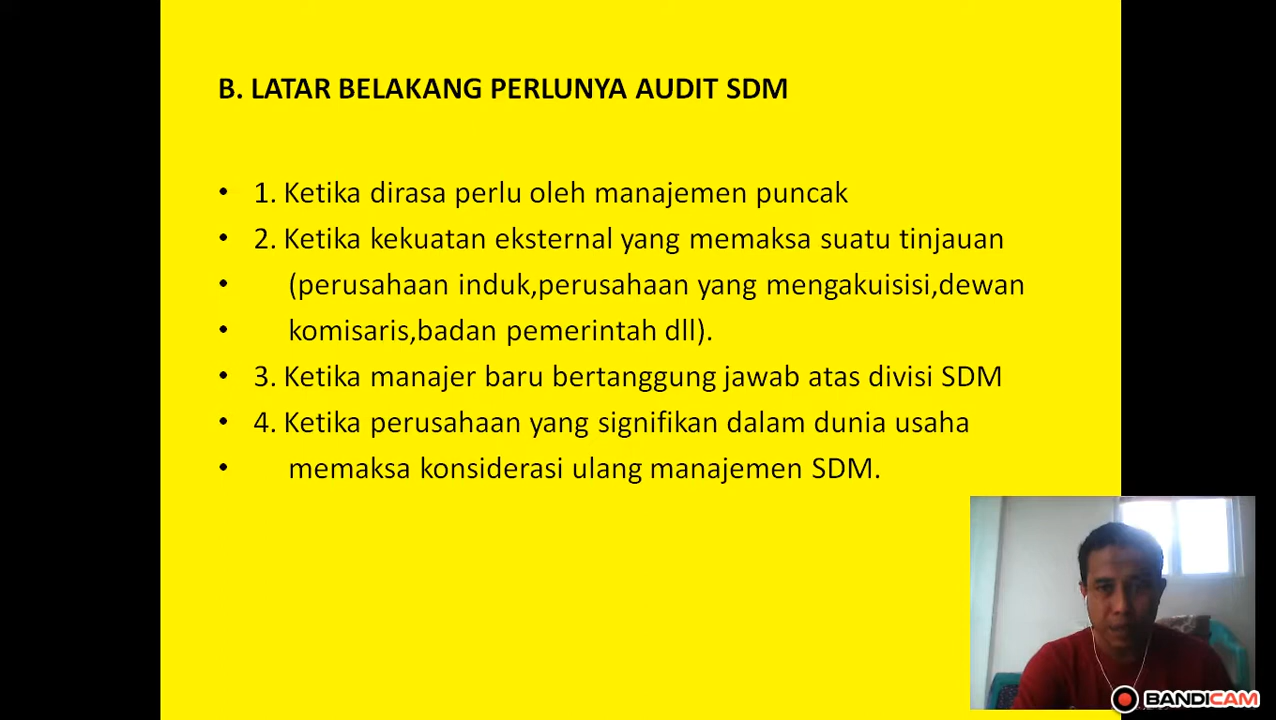 B. LATAR BELAKANG PERLUNYA AUDIT SDM
• 1. Ketika dirasa perlu oleh manajemen puncak
• 2. Ketika kekuatan eksternal yang memaksa suatu tinjauan
• (perusahaan induk,perusahaan yang mengakuisisi,dewan
• komisaris,badan pemerintah dll).
• 3. Ketika manajer baru bertanggung jawab atas divisi SDM
• 4. Ketika perusahaan yang signifikan dalam dunia usaha
• memaksa konsiderasi ulang manajemen SDM.
BANDICAM